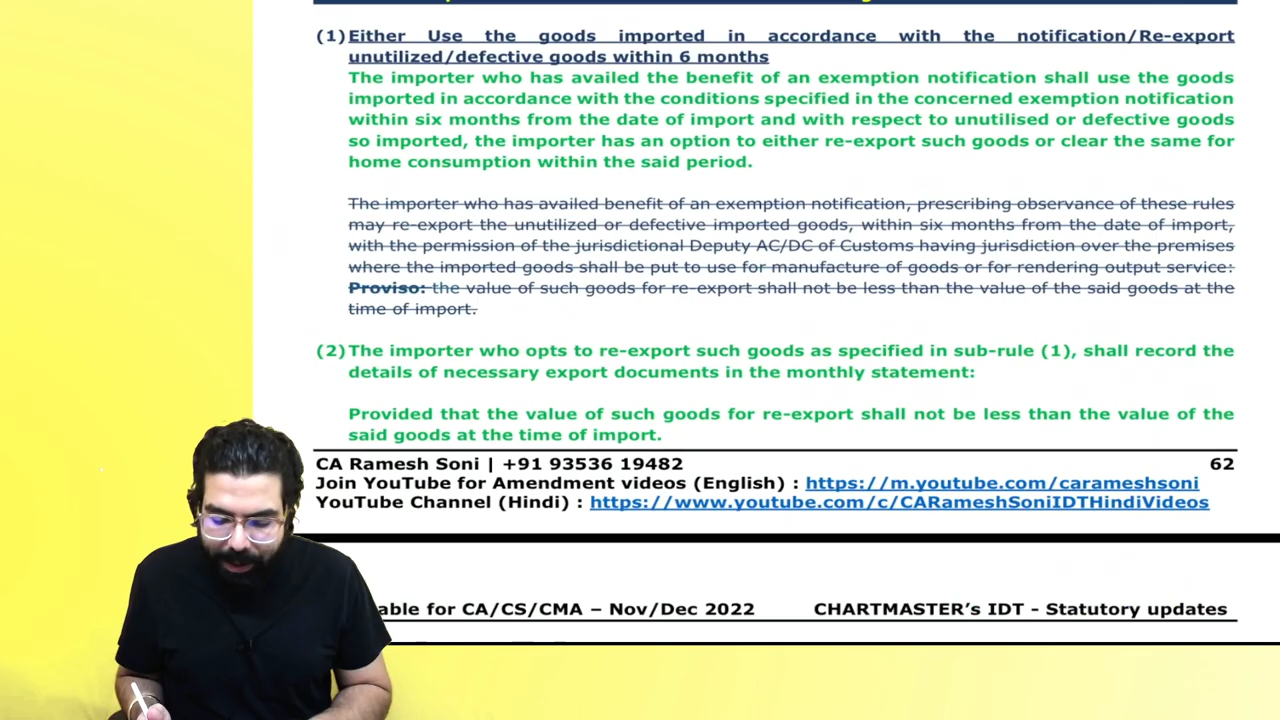 (1) Either Use the goods imported in accordance with the notification/Re-export
unutilized/defective goods within 6 months
The importer who has availed the benefit of an exemption notification shall use the goods
imported in accordance with the conditions specified in the concerned exemption notification
within six months from the date of import and with respect to unutilised or defective goods
so imported, the importer has an option to either re-export such goods or clear the same for
home consumption within the said period.
The importer who has availed benefit of an exemption notification, prescribing observance of these rules
may re-export the unutilized or defective imported goods, within six months from the date of import,
with the permission of the jurisdictional Deputy AC/DC of Customs having jurisdiction over the premises
where the imported goods shall be put to use for manufacture of goods or for rendering output service:
Proviso: the value of such goods for re-export shall not be less than the value of the said goods at the
time of import.
(2) The importer who opts to re-export such goods as specified in sub-rule (1), shall record the
details of necessary export documents in the monthly statement:
Provided that the value of such goods for re-export shall not be less than the value of the
said goods at the time of import.
CA Ramesh Soni | +91 93536 19482 62
Join YouTube for Amendment videos (English) : https://m.youtube.com/carameshsoni
YouTube Channel (Hindi) : https://www.youtube.com/c/CARameshSoniIDTHindiVideos
able for CA/CS/CMA – Nov/Dec 2022 CHARTMASTER's IDT - Statutory updates